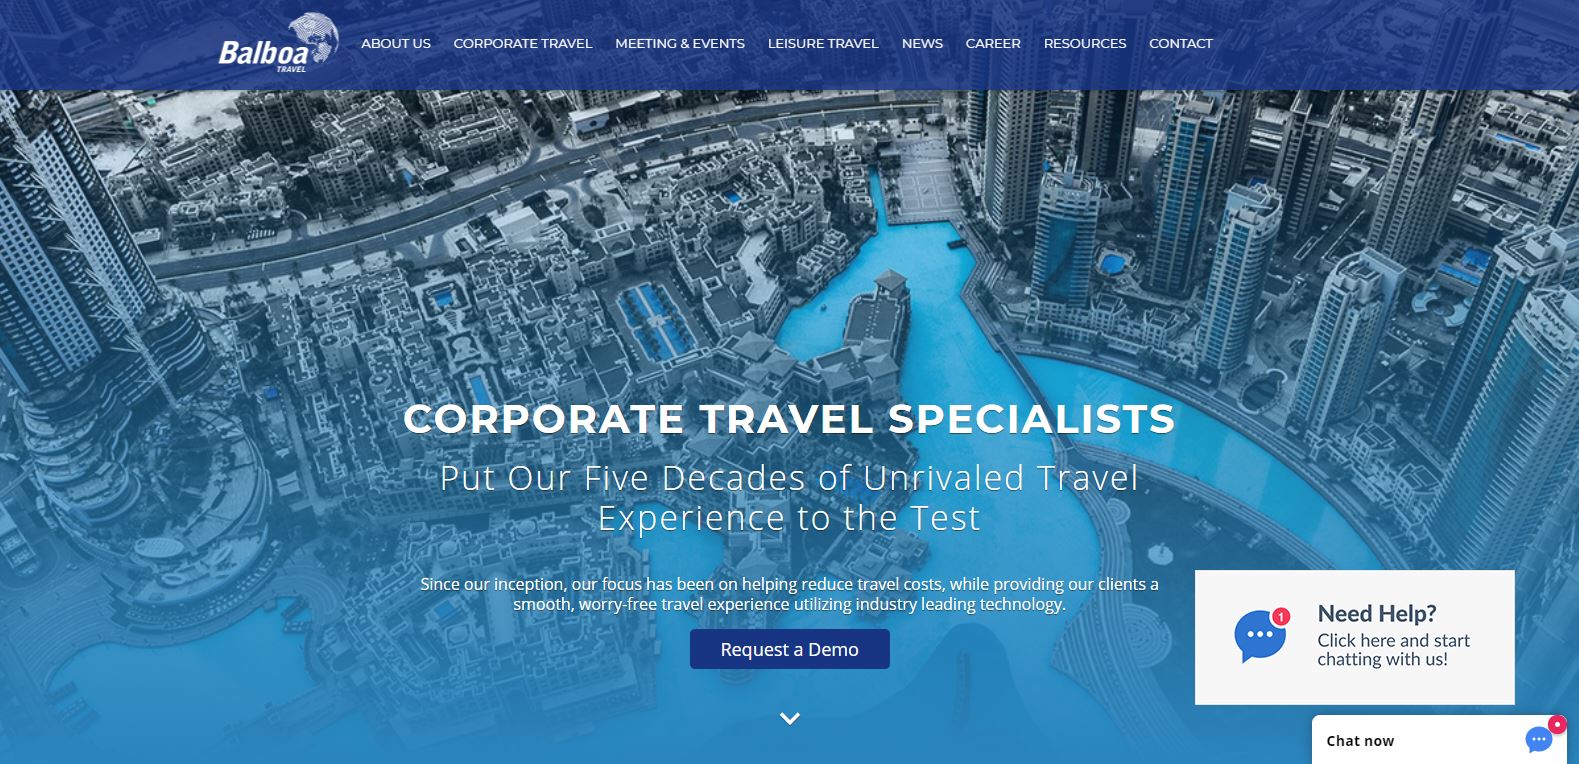 Balboa
TRAVEL
ABOUT US CORPORATE TRAVEL MEETING & EVENTS LEISURE TRAVEL NEWS CAREER RESOURCES CONTACT
CORPORATE TRAVEL SPECIALISTS
Put Our Five Decades of Unrivaled Travel
Experience to the Test
Since our inception, our focus has been on helping reduce travel costs, while providing our clients a
smooth, worry-free travel experience utilizing industry leading technology.
Request a Demo
1
Need Help?
Click here and start
chatting with us!
Chat now